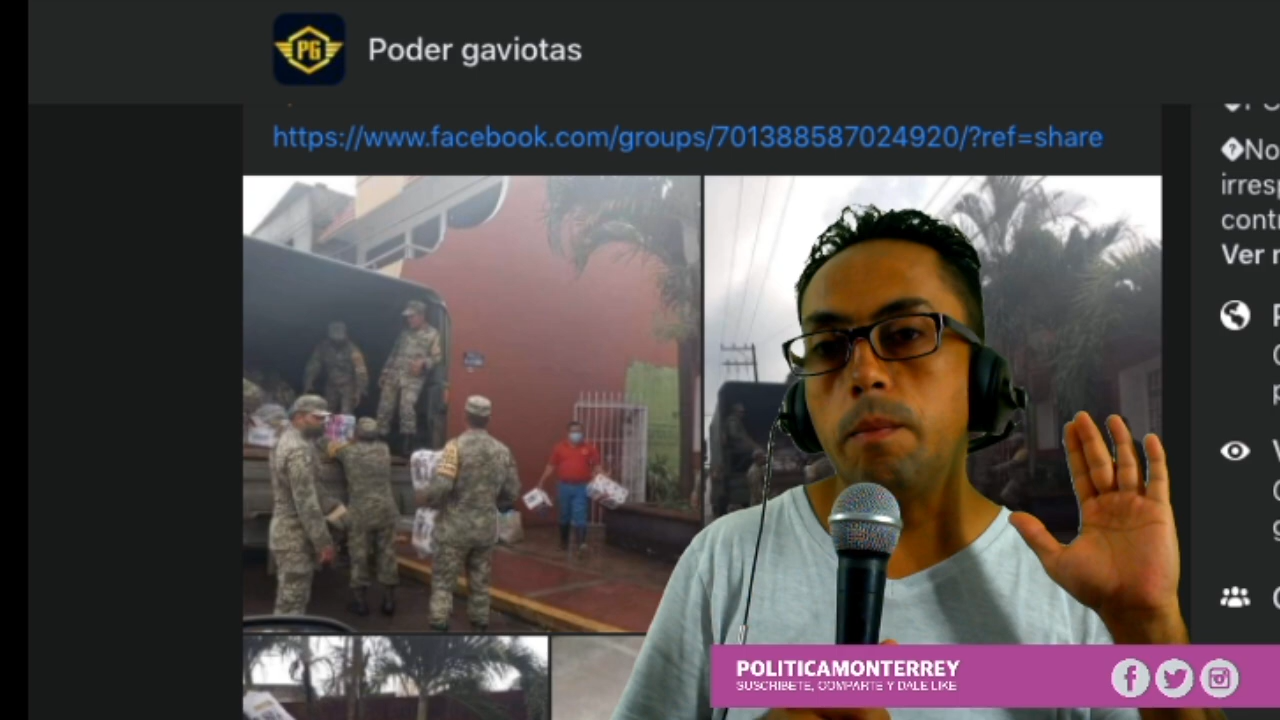 PG
Poder gaviotas
https://www.facebook.com/groups/701388587024920/?ref=share
No
irresp
cont
Ver
POLITICAMONTERREY
SUSCRIBETE, COMPARTE Y DALE LIKE